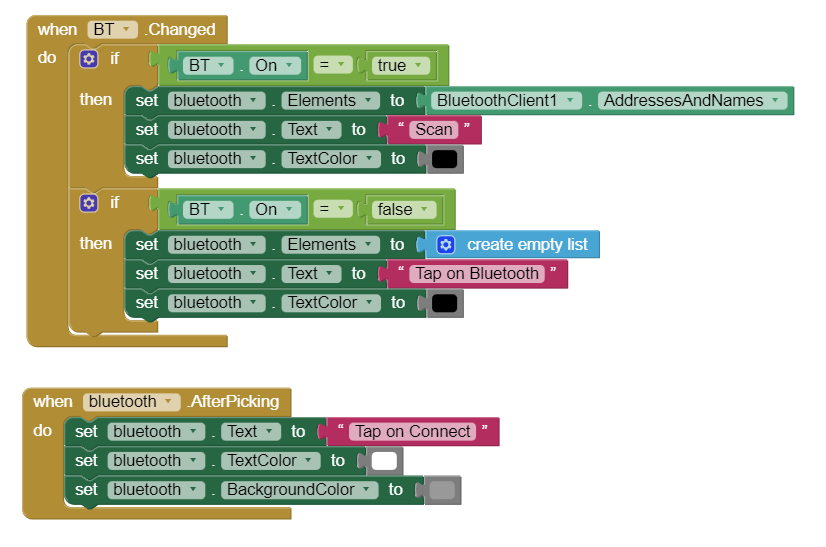 when BT .Changed
do if BT . On = true
then set bluetooth . Elements to BluetoothClient1 . AddressesAndNames
set bluetooth . Text to “ Scan ”
set bluetooth . TextColor to
if BT . On = false
then set bluetooth . Elements to create empty list
set bluetooth . Text to “ Tap on Bluetooth ”
set bluetooth . TextColor to
when bluetooth .AfterPicking
do set bluetooth . Text to “ Tap on Connect ”
set bluetooth . TextColor to
set bluetooth . BackgroundColor to